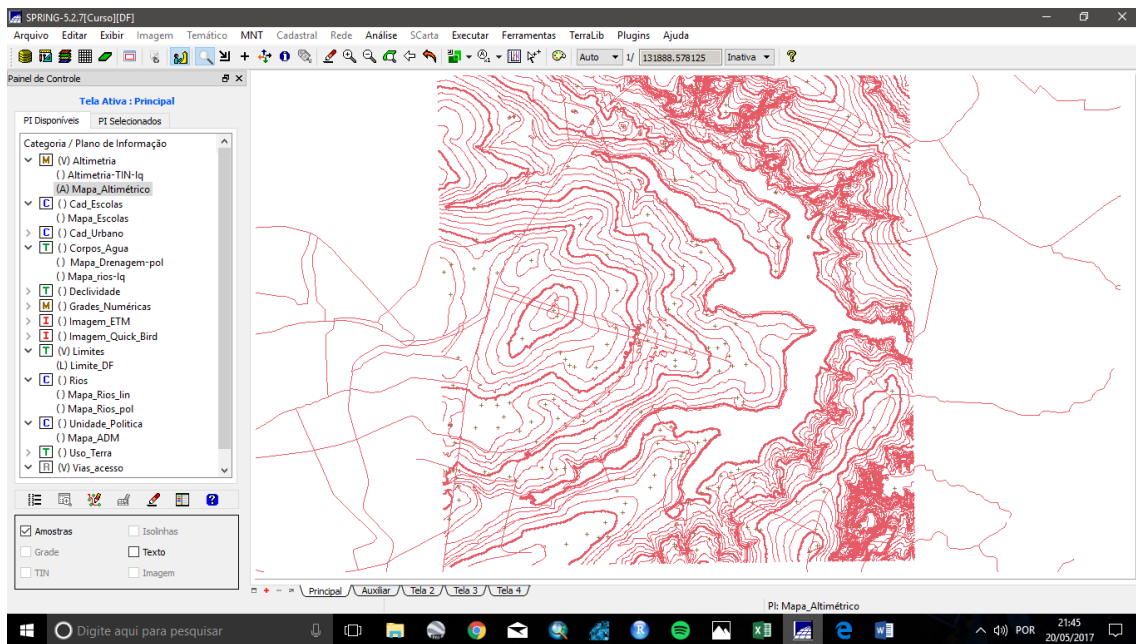 SPRING-5.2.7[Curso][DF]
Arquivo Editar Exibir Imagem Temático MNT Cadastral Rede Análise SCarta Executar Ferramentas TerraLib Plugins Ajuda
Auto 1/ 131888.578125 Inativa
Painel de Controle
Tela Ativa : Principal
PI Disponíveis PI Selecionados
Categoria / Plano de Informação
M (V) Altimetria
() Altimetria-TIN-lq
(A) Mapa_Altimétrico
C () Cad_Escolas
() Mapa_Escolas
C () Cad_Urbano
T () Corpos_Agua
() Mapa_Drenagem-pol
() Mapa_rios-lq
T () Declividade
M () Grades_Numéricas
I () Imagem_ETM
I () Imagem_Quick_Bird
T (V) Limites
(L) Limite_DF
C () Rios
() Mapa_Rios_lin
() Mapa_Rios_pol
C () Unidade_Politica
() Mapa_ADM
T () Uso_Terra
R (V) Vias_acesso
Amostras Isolinhas
Grade Texto
TIN Imagem
Principal Auxiliar Tela 2 Tela 3 Tela 4
PI: Mapa_Altimétrico
Digite aqui para pesquisar
POR
21:45
20/05/2017